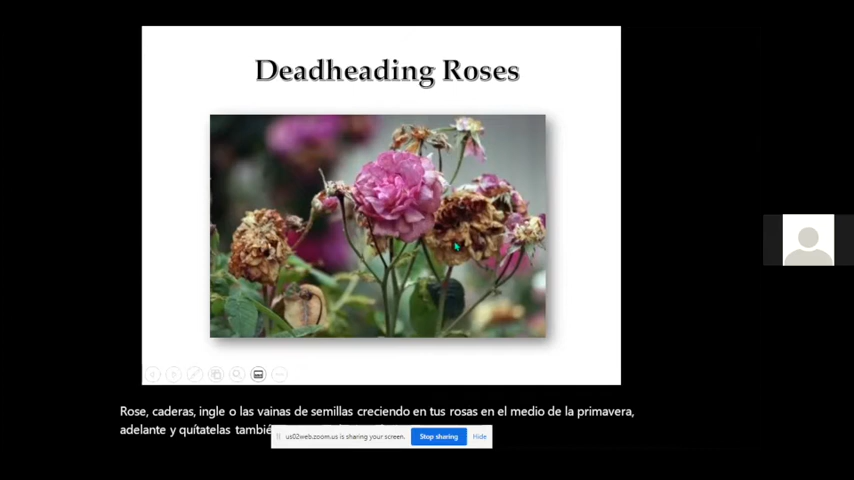 Deadheading Roses
Rose, caderas, ingle o las vainas de semillas creciendo en tus rosas en el medio de la primavera,
adelante y quítatelas tambié
us02web.zoom.us is sharing your screen.
Stop sharing
Hide